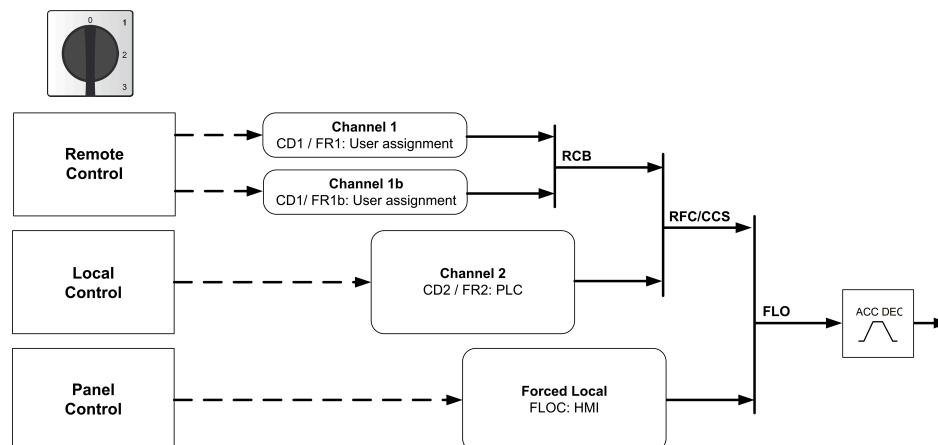 0
1
2
3
Remote
Control
Channel 1
CD1 / FR1: User assignment
Channel 1b
CD1/ FR1b: User assignment
RCB
RFC/CCS
Local
Control
Channel 2
CD2 / FR2: PLC
FLO
ACC DEC
Panel
Control
Forced Local
FLOC: HMI